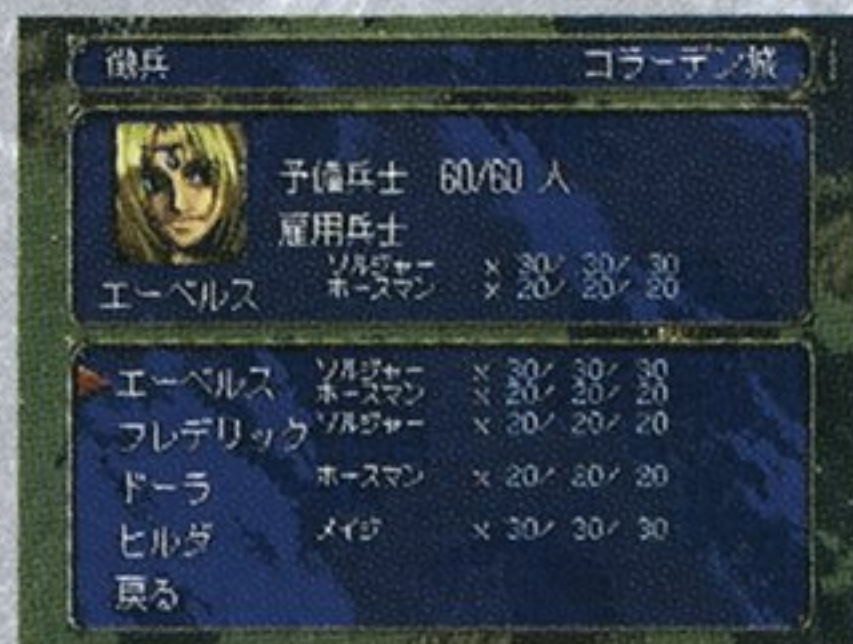 徴兵 コラーデン城
予備兵士 60/60 人
雇用兵士
ソルジャー × 30/ 30/ 30
エーベルス ホースマン × 20/ 20/ 20
エーベルス ソルジャー × 30/ 30/ 30
ホースマン × 20/ 20/ 20
フレデリック ソルジャー × 20/ 20/ 20
ドーラ ホースマン × 20/ 20/ 20
ヒルダ メイジ × 30/ 30/ 30
戻る